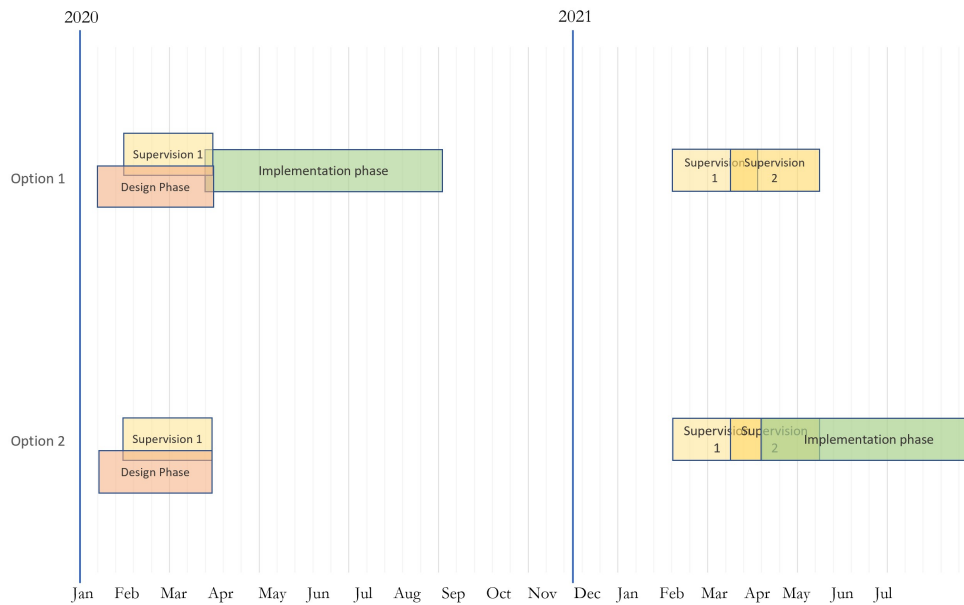 2020
2021
Supervision 1
Implementation phase
Design Phase
Option 1
Supervision
1
Supervision
2
Supervision 1
Design Phase
Option 2
Supervision
1
Supervision
2
Implementation phase
Jan Feb Mar Apr May Jun Jul Aug Sep Oct Nov Dec Jan Feb Mar Apr May Jun Jul